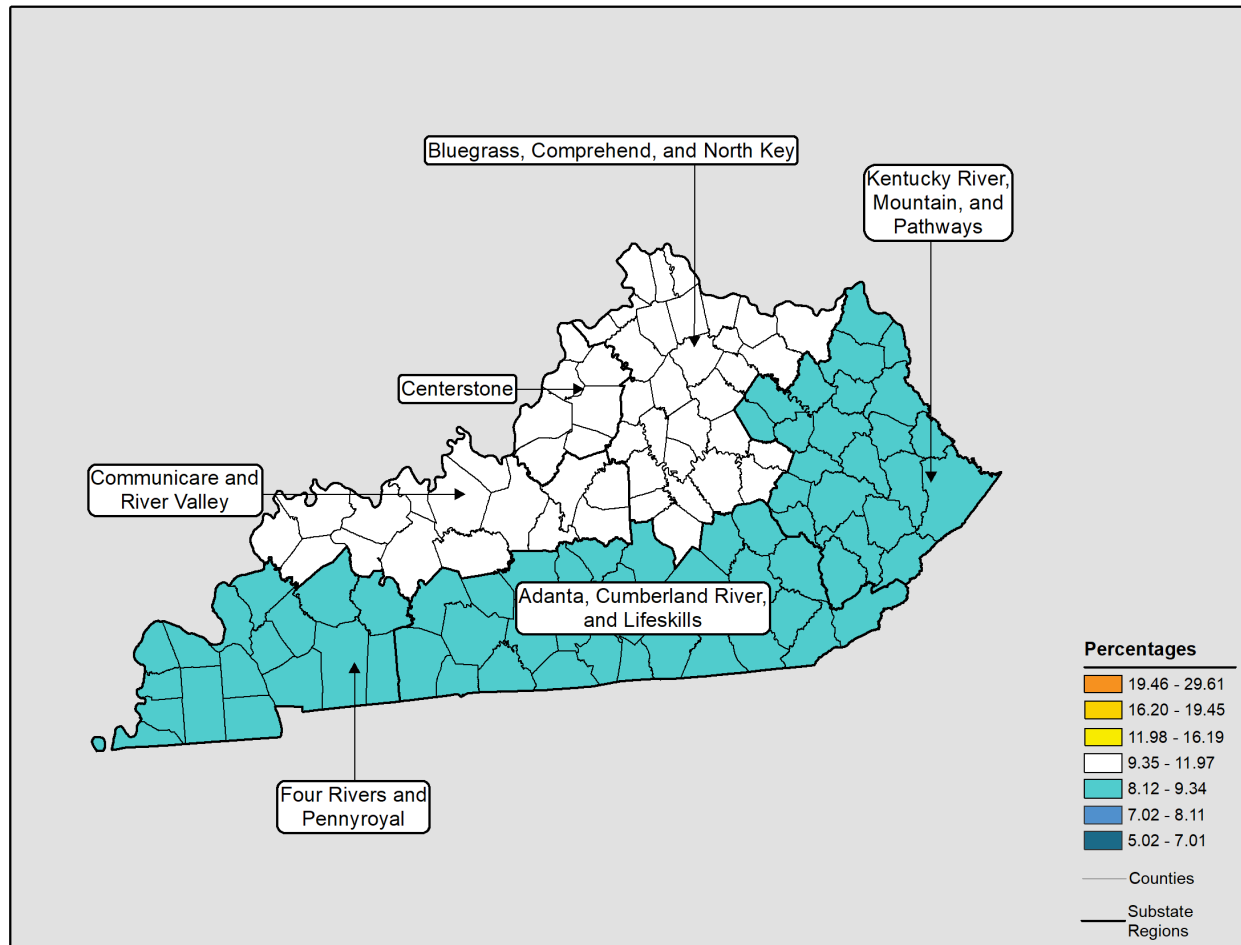 Bluegrass, Comprehend, and North Key
Kentucky River,
Mountain, and
Pathways
Centerstone
Communicare and
River Valley
Adanta, Cumberland River,
and Lifeskills
Four Rivers and
Pennyroyal
Percentages
19.46 - 29.61
16.20 - 19.45
11.98 - 16.19
9.35 - 11.97
8.12 - 9.34
7.02 - 8.11
5.02 - 7.01
Counties
Substate
Regions